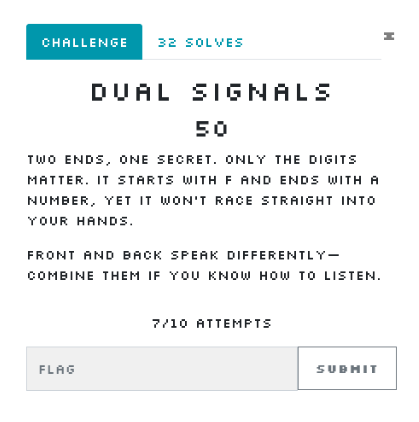 CHALLENGE
32 SOLVES
DUAL SIGNALS
50
TWO ENDS, ONE SECRET. ONLY THE DIGITS
MATTER. IT STARTS WITH F AND ENDS WITH A
NUMBER, YET IT WON'T RACE STRAIGHT INTO
YOUR HANDS.
FRONT AND BACK SPEAK DIFFERENTLY—
COMBINE THEM IF YOU KNOW HOW TO LISTEN.
7/10 ATTEMPTS
FLAG
SUBMIT